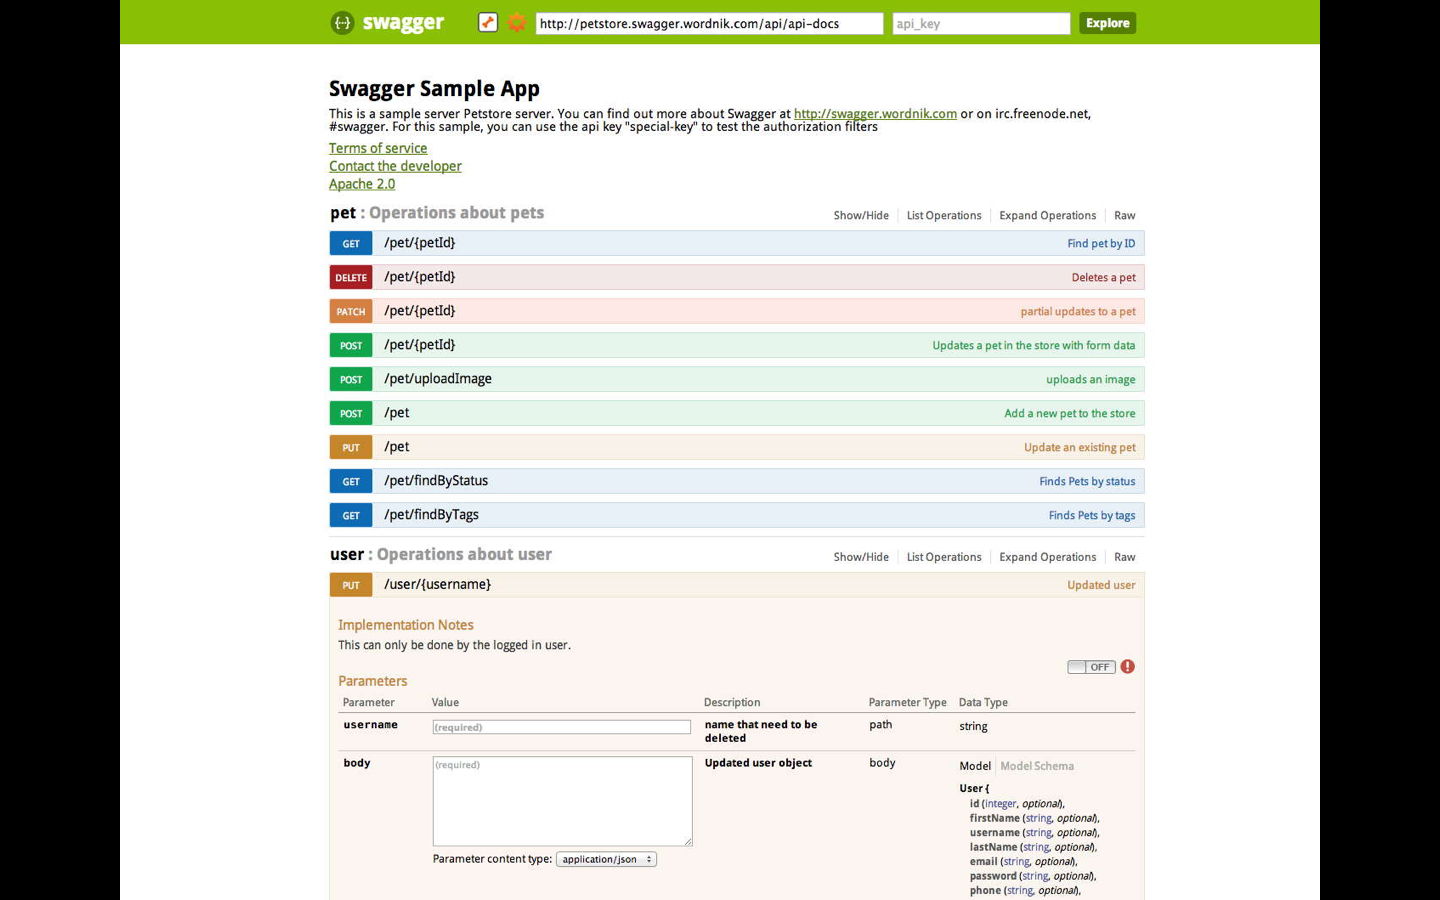 {···} swagger http://petstore.swagger.wordnik.com/api/api-docs api_key Explore
Swagger Sample App
This is a sample server Petstore server. You can find out more about Swagger at http://swagger.wordnik.com or on irc.freenode.net,
#swagger. For this sample, you can use the api key "special-key" to test the authorization filters
Terms of service
Contact the developer
Apache 2.0
pet : Operations about pets Show/Hide List Operations Expand Operations Raw
GET /pet/{petId} Find pet by ID
DELETE /pet/{petId} Deletes a pet
PATCH /pet/{petId} partial updates to a pet
POST /pet/{petId} Updates a pet in the store with form data
POST /pet/uploadImage uploads an image
POST /pet Add a new pet to the store
PUT /pet Update an existing pet
GET /pet/findByStatus Finds Pets by status
GET /pet/findByTags Finds Pets by tags
user : Operations about user Show/Hide List Operations Expand Operations Raw
PUT /user/{username} Updated user
Implementation Notes
This can only be done by the logged in user.
OFF !
Parameters
Parameter Value Description Parameter Type Data Type
username (required) name that need to be path string
deleted
body (required) Updated user object body Model Model Schema
User {
id (integer, optional),
firstName (string, optional),
username (string, optional),
lastName (string, optional),
email (string, optional),
Parameter content type: application/json
password (string, optional),
phone (string, optional),